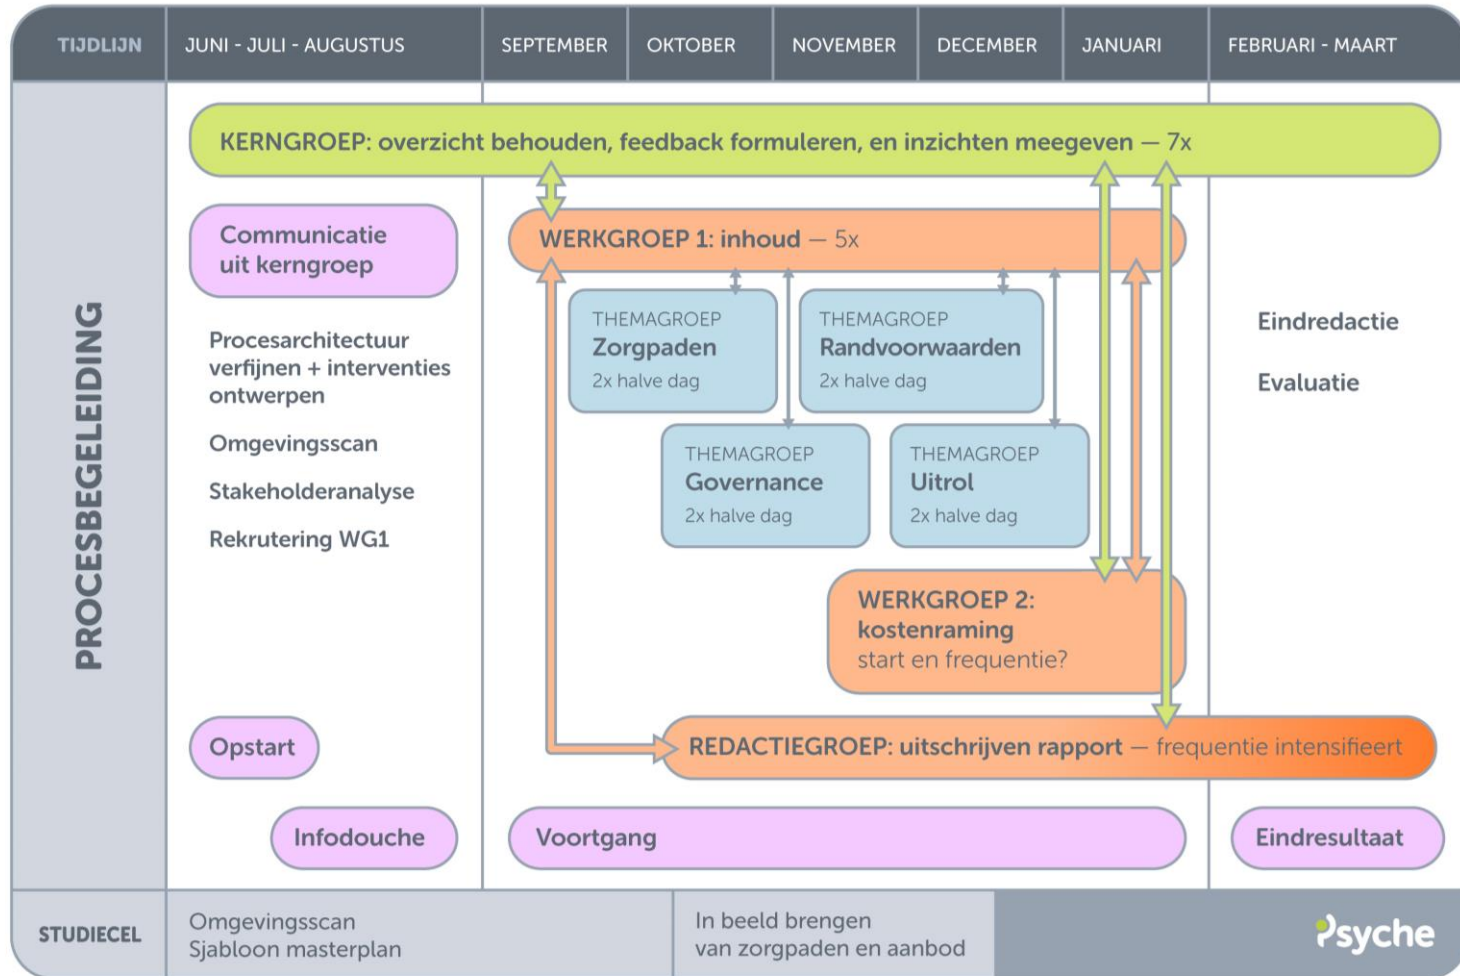 TIJDLIJN
JUNI - JULI - AUGUSTUS
SEPTEMBER
OKTOBER
NOVEMBER
DECEMBER
JANUARI
FEBRUARI - MAART
PROCESBEGELEIDING
KERNGROEP: overzicht behouden, feedback formuleren, en inzichten meegeven — 7x
Communicatie
uit kerngroep
Procesarchitectuur
verfijnen + interventies
ontwerpen
Omgevingsscan
Stakeholderanalyse
Rekrutering WG1
WERKGROEP 1: inhoud — 5x
THEMAGROEP
Zorgpaden
2x halve dag
THEMAGROEP
Randvoorwaarden
2x halve dag
THEMAGROEP
Governance
2x halve dag
THEMAGROEP
Uitrol
2x halve dag
WERKGROEP 2:
kostenraming
start en frequentie?
Eindredactie
Evaluatie
Opstart
REDACTIEGROEP: uitschrijven rapport — frequentie intensifieert
Infodouche
Voortgang
Eindresultaat
STUDIECEL
Omgevingsscan
Sjabloon masterplan
In beeld brengen
van zorgpaden en aanbod
Psyche